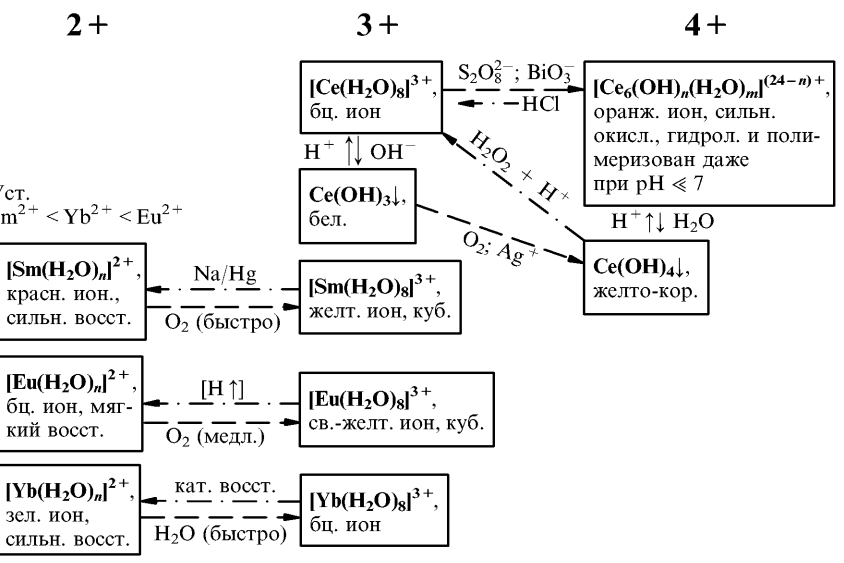 2+ 3+ 4+
[Ce(H₂O)₈]³⁺,
бц. ион
S₂O₈²⁻; BiO₃⁻
HCl
[Ce₆(OH)ₙ(H₂O)ₘ]⁽²⁴⁻ⁿ⁾⁺,
оранж. ион, сильн.
окисл., гидрол. и поли-
меризован даже
при pH ≪ 7
H⁺ ↑↓ OH⁻
H₂O₂ + H⁺
Ce(OH)₃↓,
бел.
O₂; Ag⁺
H⁺ ↑↓ H₂O
Ce(OH)₄↓,
желто-кор.
Уст.
m²⁺ < Yb²⁺ < Eu²⁺
[Sm(H₂O)ₙ]²⁺,
красн. ион.,
сильн. восст.
Na/Hg
O₂ (быстро)
[Sm(H₂O)₈]³⁺,
желт. ион, куб.
[Eu(H₂O)ₙ]²⁺,
бц. ион, мяг-
кий восст.
[H↑]
O₂ (медл.)
[Eu(H₂O)₈]³⁺,
св.-желт. ион, куб.
[Yb(H₂O)ₙ]²⁺,
зел. ион,
сильн. восст.
кат. восст.
H₂O (быстро)
[Yb(H₂O)₈]³⁺,
бц. ион